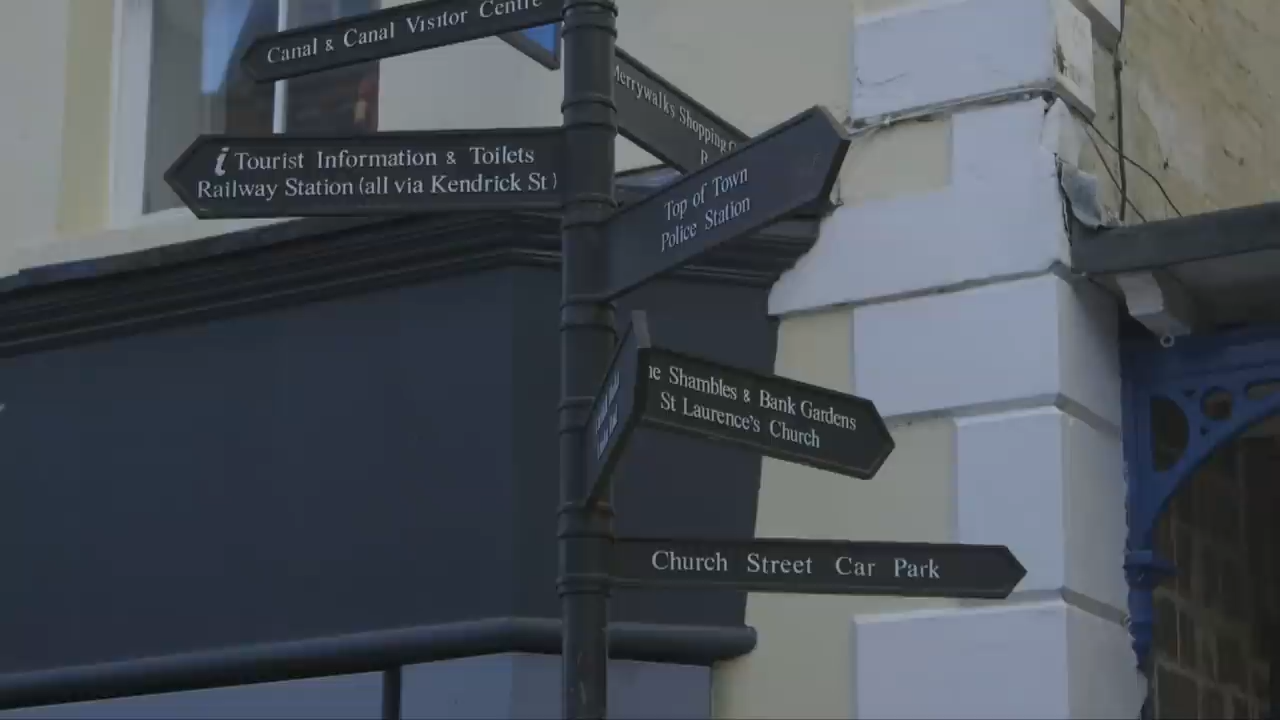 Canal & Canal Visitor Centre
Merrywalks Shopping
i Tourist Information & Toilets
Railway Station (all via Kendrick St)
Top of Town
Police Station
Shambles & Bank Gardens
St Laurence's Church
Church Street Car Park